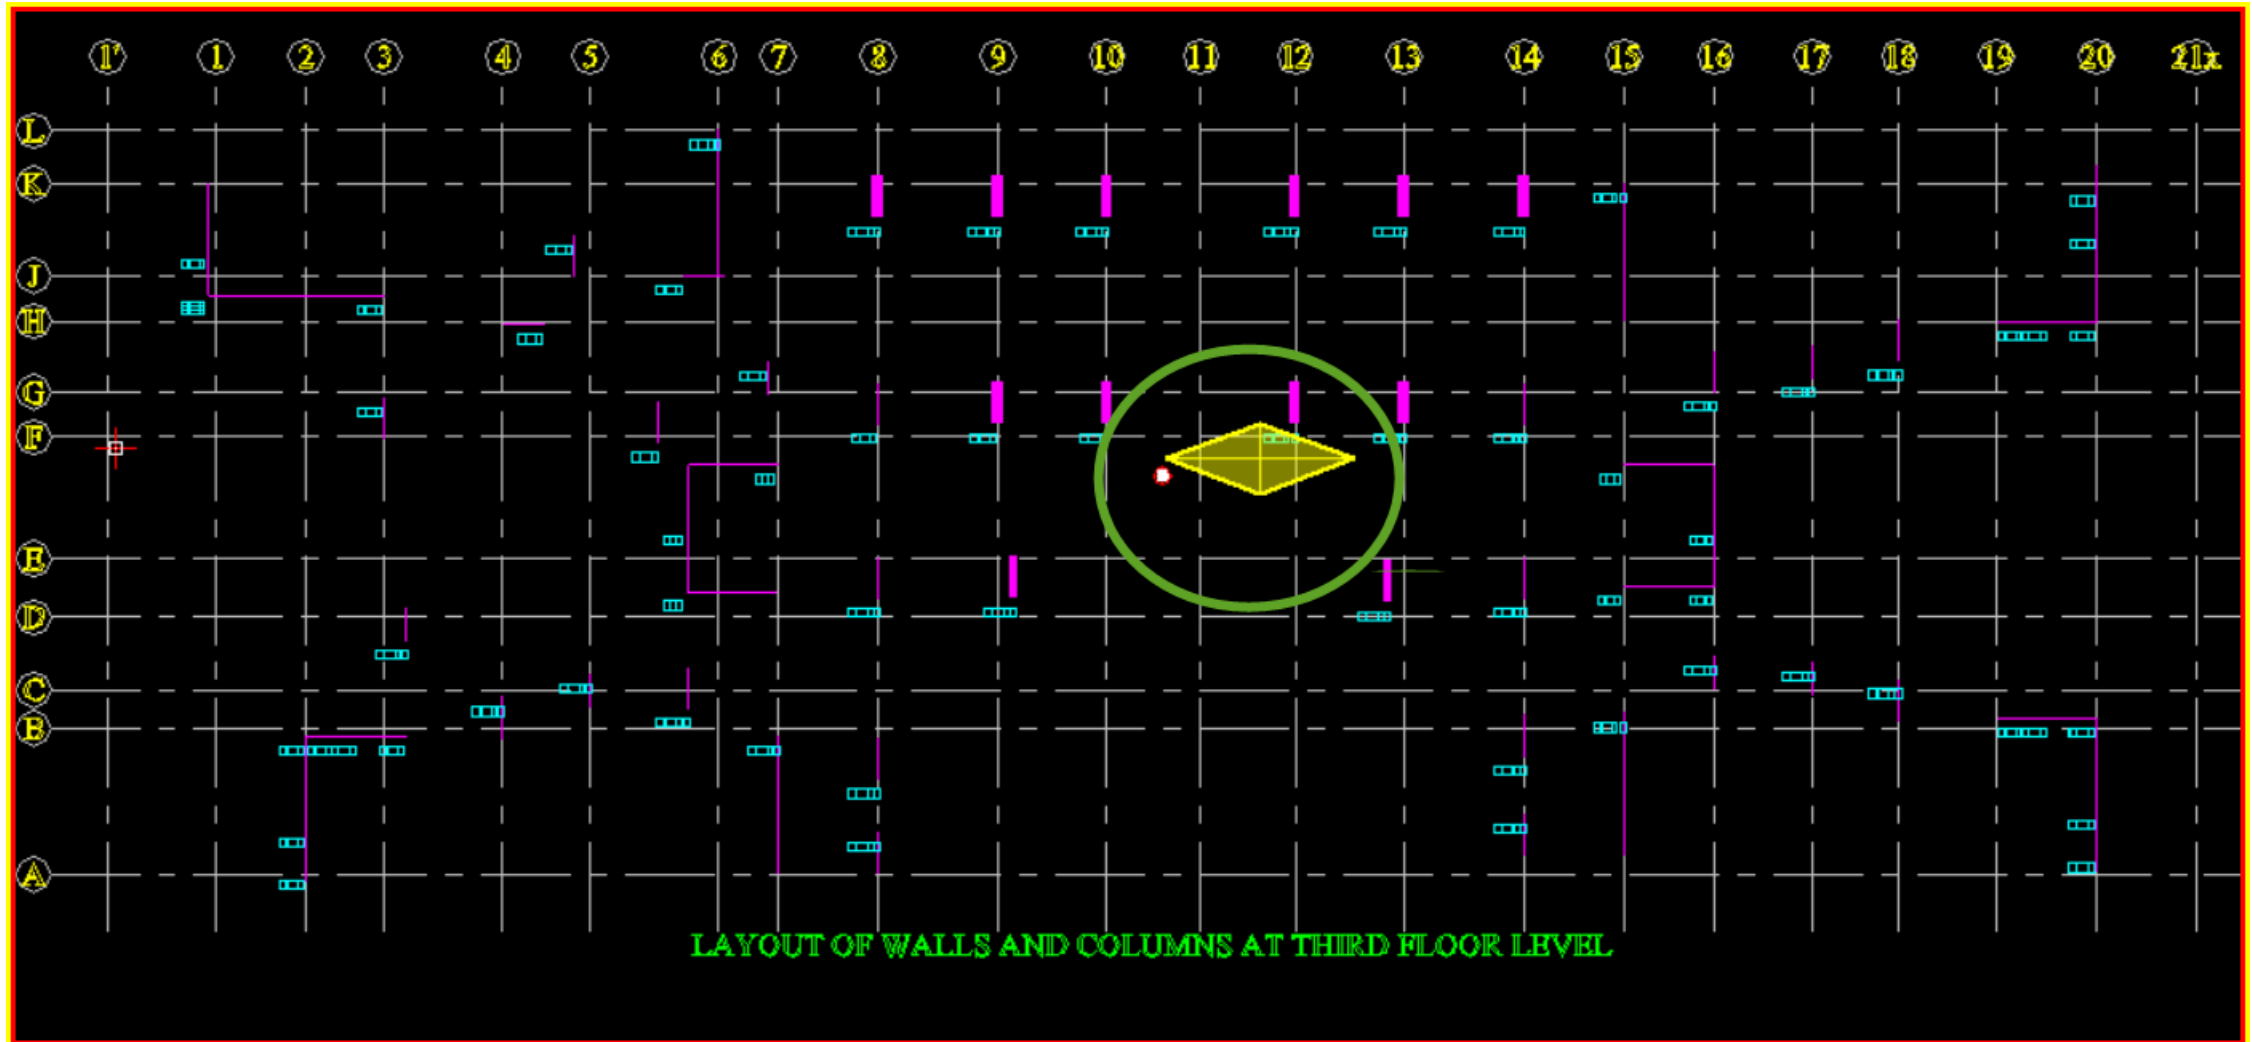 1' 1 2 3 4 5 6 7 8 9 10 11 12 13 14 15 16 17 18 19 20 21x
L
K
J
H
G
F
E
D
C
B
A
LAYOUT OF WALLS AND COLUMNS AT THIRD FLOOR LEVEL